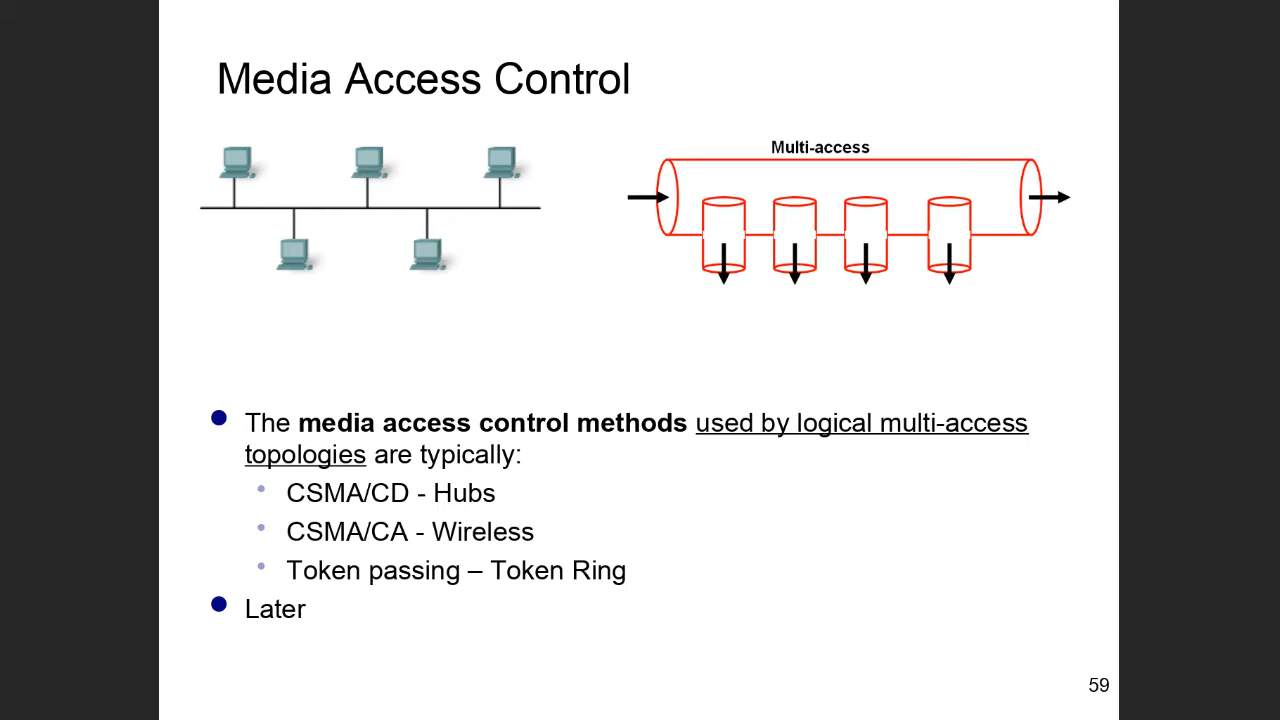 Media Access Control
Multi-access
The media access control methods used by logical multi-access
topologies are typically:
CSMA/CD - Hubs
CSMA/CA - Wireless
Token passing – Token Ring
Later
59